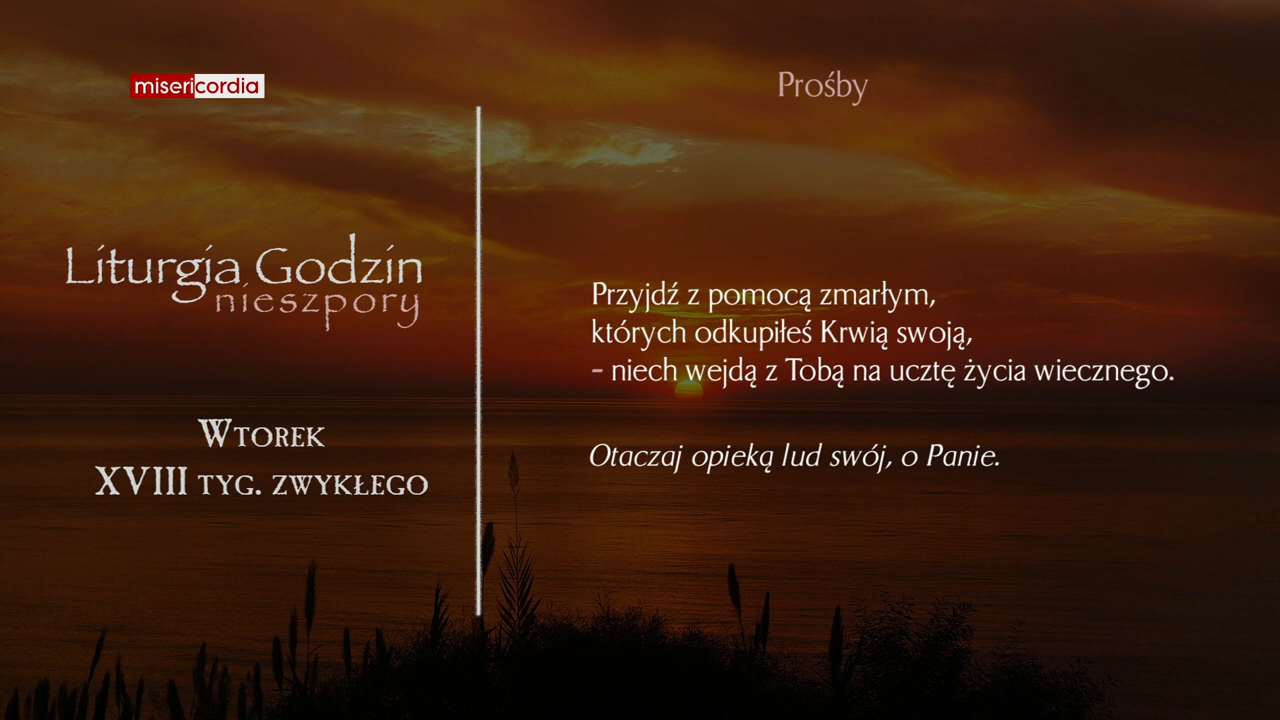 misericordia
Prośby
Liturgia Godzin
nieszpory
Wtorek
XVIII tyg. zwykłego
Przyjdź z pomocą zmarłym,
których odkupiłeś Krwią swoją,
- niech wejdą z Tobą na ucztę życia wiecznego.
Otaczaj opieką lud swój, o Panie.